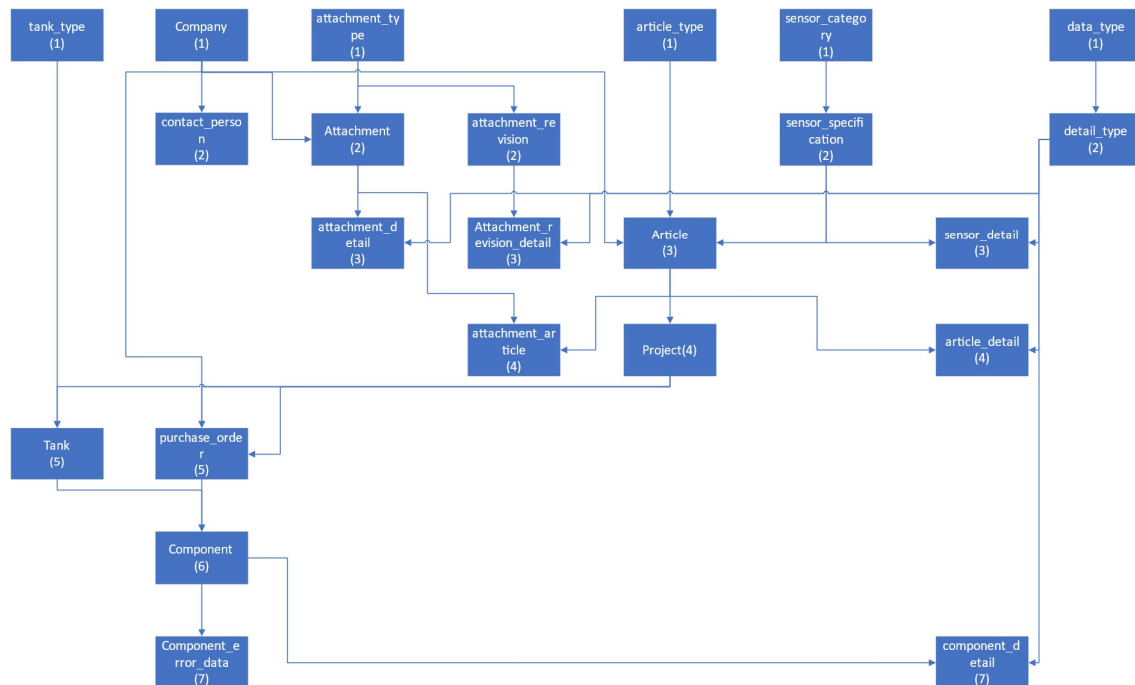 tank_type
(1)
Company
(1)
attachment_ty
pe
(1)
article_type
(1)
sensor_catego
ry
(1)
data_type
(1)
contact_perso
n
(2)
Attachment
(2)
attachment_re
vision
(2)
sensor_specifi
cation
(2)
detail_type
(2)
attachment_d
etail
(3)
Attachment_r
evision_detail
(3)
Article
(3)
sensor_detail
(3)
attachment_ar
ticle
(4)
Project(4)
article_detail
(4)
Tank
(5)
purchase_orde
r
(5)
Component
(6)
Component_e
rror_data
(7)
component_d
etail
(7)